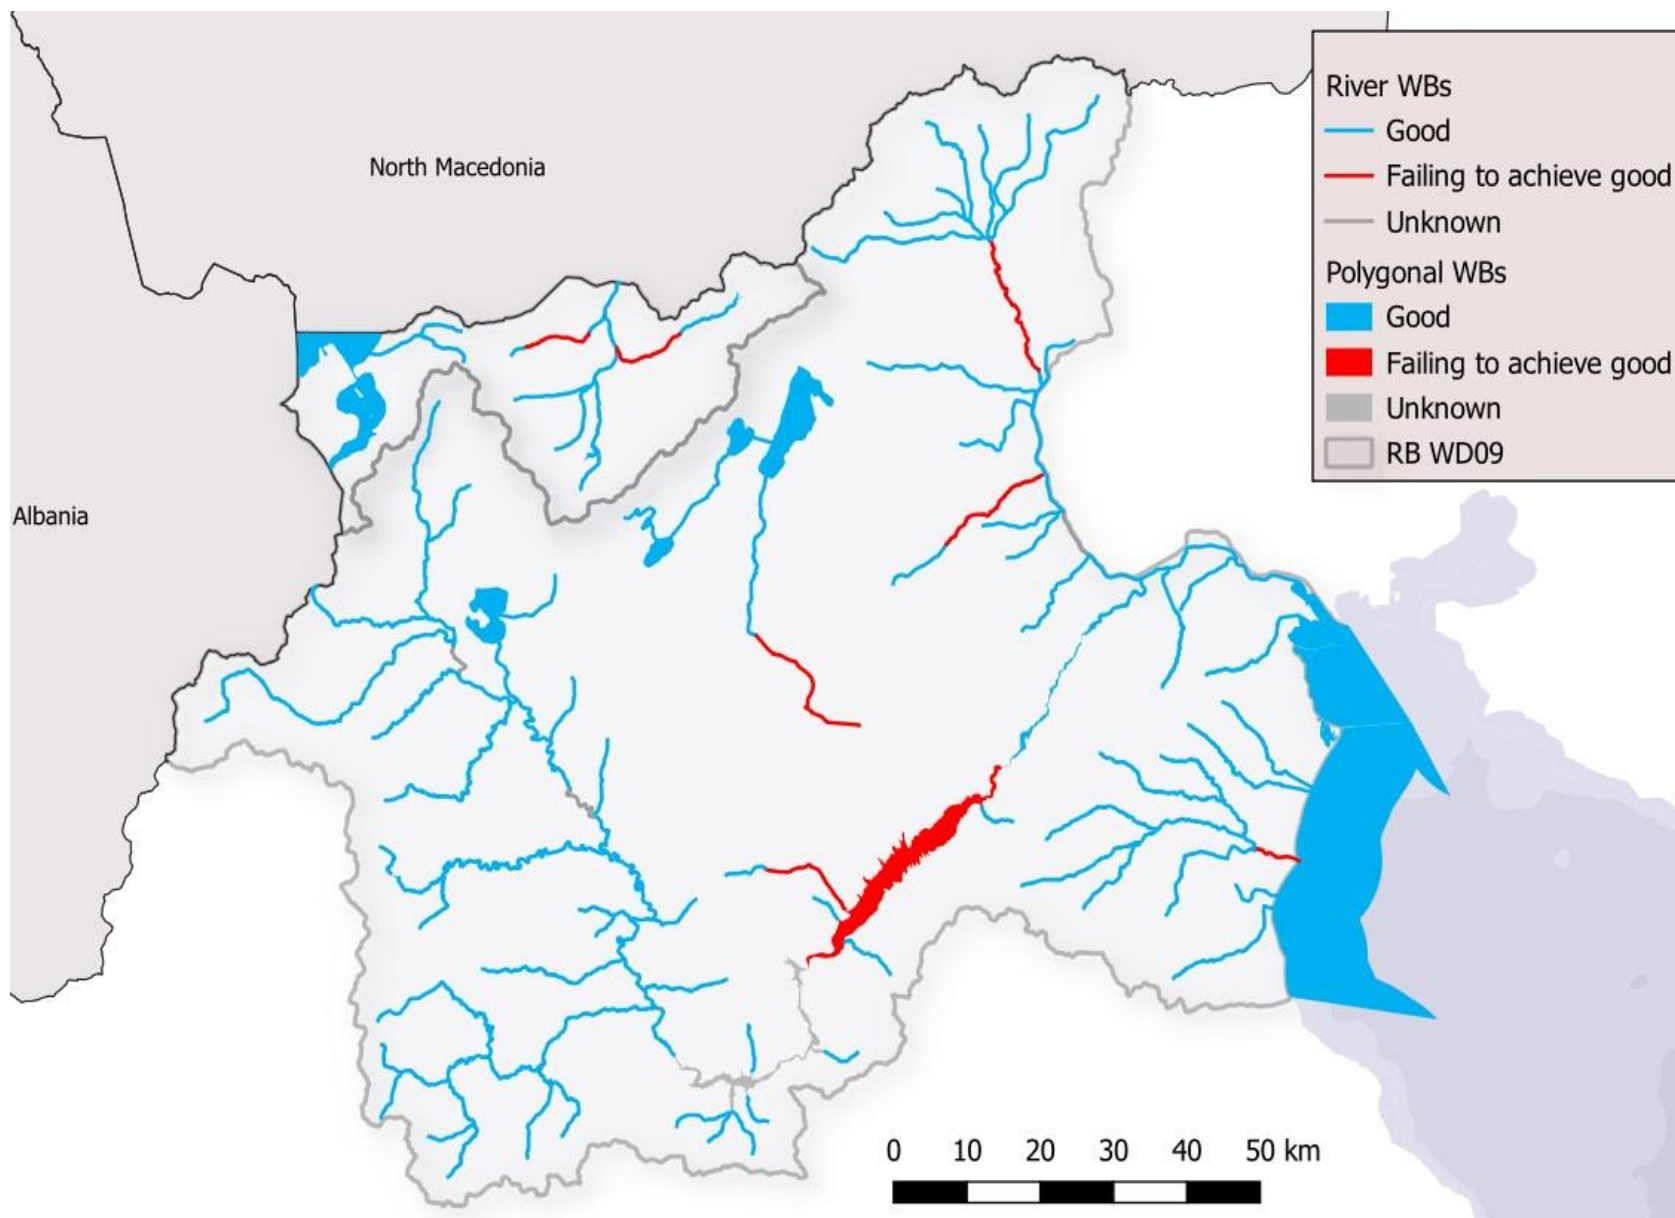 North Macedonia
Albania
River WBs
Good
Failing to achieve good
Unknown
Polygonal WBs
Good
Failing to achieve good
Unknown
RB WD09
0 10 20 30 40 50 km